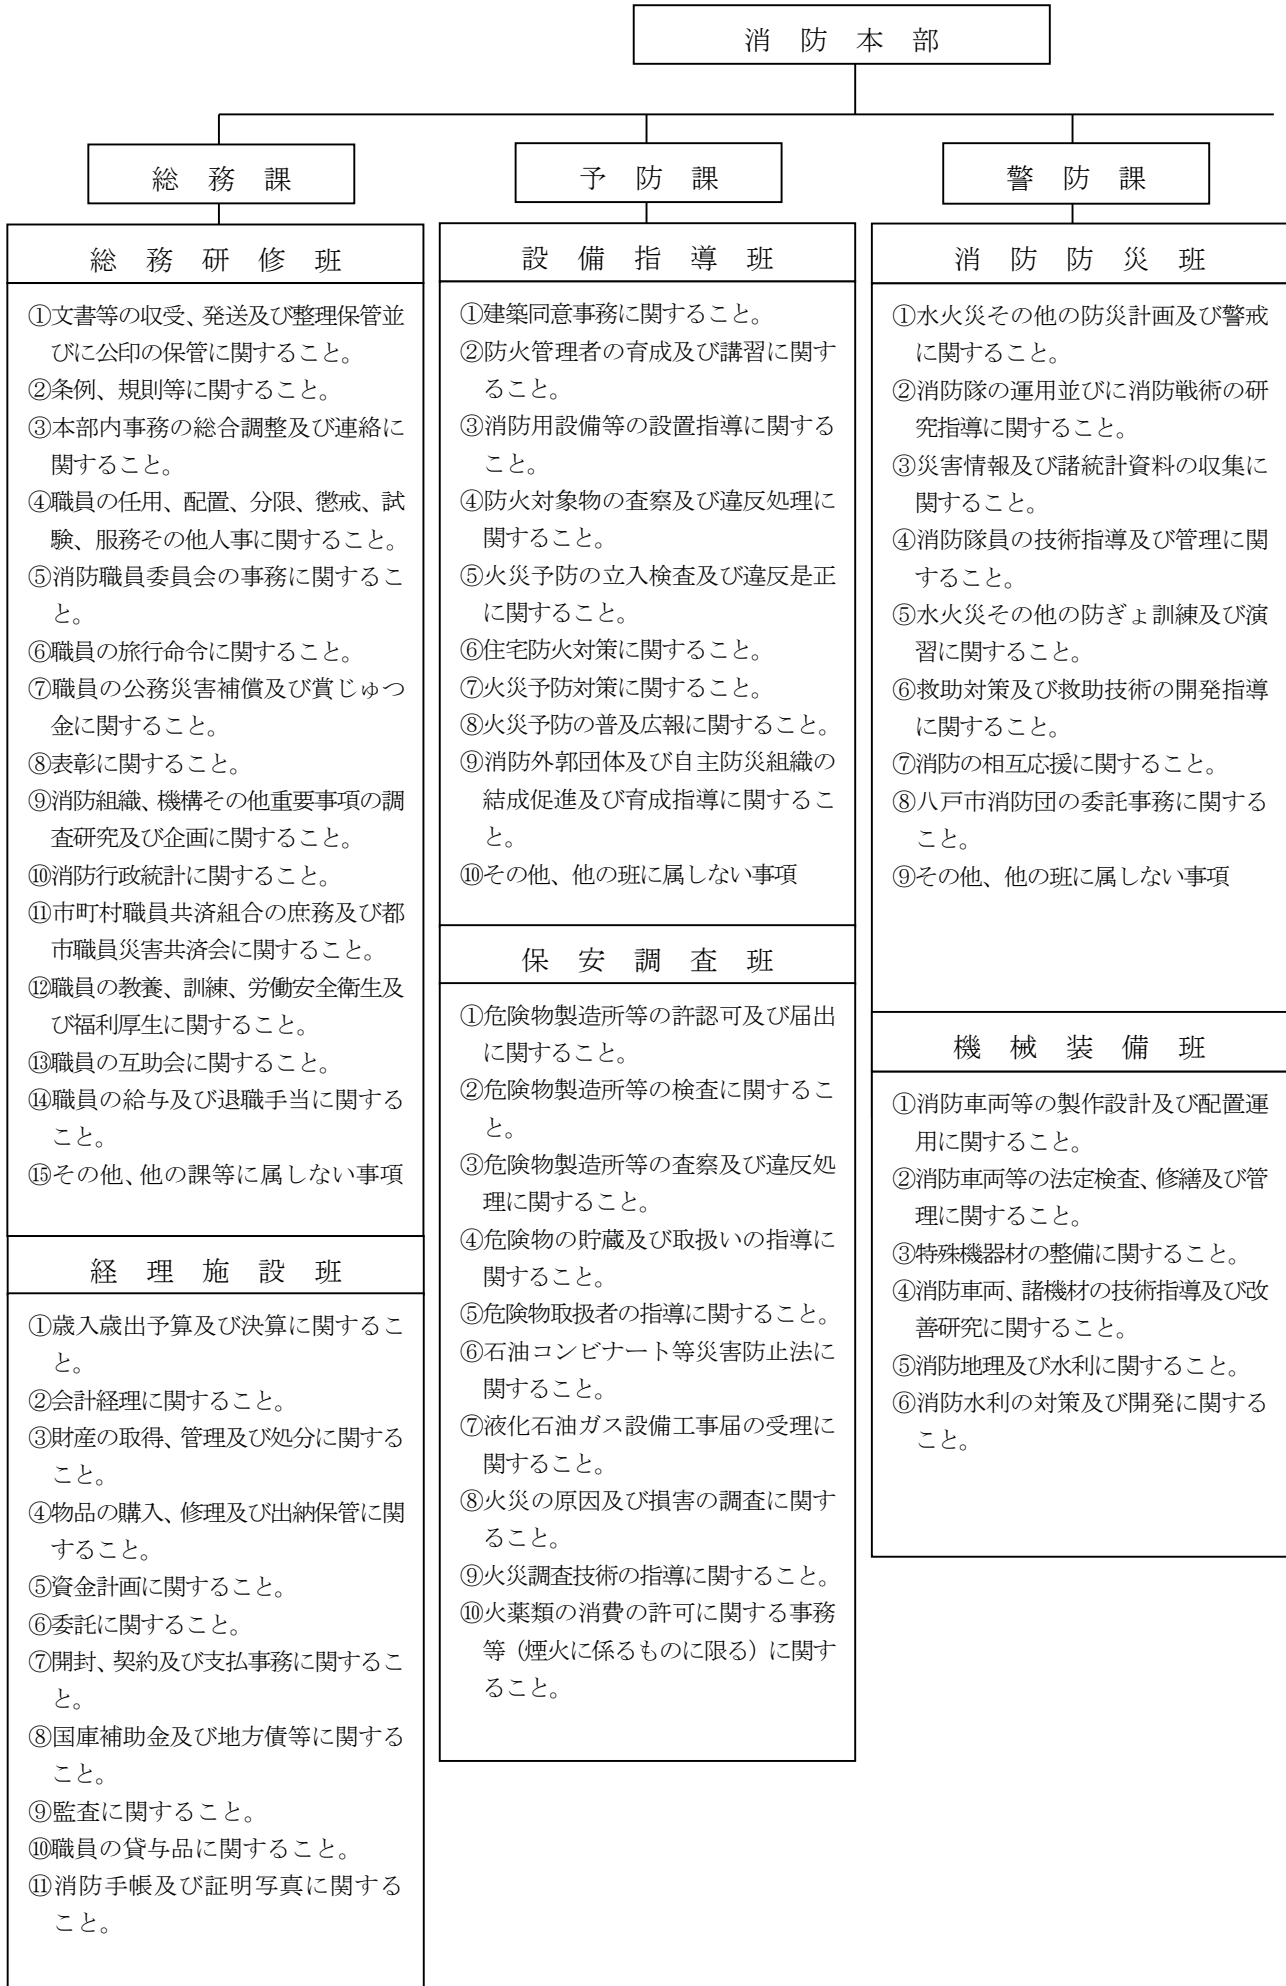 消防本部
総務課
総務研修班
①文書等の収受、発送及び整理保管並
びに公印の保管に関すること。
②条例、規則等に関すること。
③本部内事務の総合調整及び連絡に
関すること。
④職員の任用、配置、分限、懲戒、試
験、服務その他人事に関すること。
⑤消防職員委員会の事務に関するこ
と。
⑥職員の旅行命令に関すること。
⑦職員の公務災害補償及び賞じゅつ
金に関すること。
⑧表彰に関すること。
⑨消防組織、機構その他重要事項の調
査研究及び企画に関すること。
⑩消防行政統計に関すること。
⑪市町村職員共済組合の庶務及び都
市職員災害共済会に関すること。
⑫職員の教養、訓練、労働安全衛生及
び福利厚生に関すること。
⑬職員の互助会に関すること。
⑭職員の給与及び退職手当に関する
こと。
⑮その他、他の課等に属しない事項
経理施設班
①歳入歳出予算及び決算に関するこ
と。
②会計経理に関すること。
③財産の取得、管理及び処分に関する
こと。
④物品の購入、修理及び出納保管に関
すること。
⑤資金計画に関すること。
⑥委託に関すること。
⑦開封、契約及び支払事務に関するこ
と。
⑧国庫補助金及び地方債等に関する
こと。
⑨監査に関すること。
⑩職員の貸与品に関すること。
⑪消防手帳及び証明写真に関する
こと。
予防課
設備指導班
①建築同意事務に関すること。
②防火管理者の育成及び講習に関す
ること。
③消防用設備等の設置指導に関する
こと。
④防火対象物の査察及び違反処理に
関すること。
⑤火災予防の立入検査及び違反是正
に関すること。
⑥住宅防火対策に関すること。
⑦火災予防対策に関すること。
⑧火災予防の普及広報に関すること。
⑨消防外郭団体及び自主防災組織の
結成促進及び育成指導に関するこ
と。
⑩その他、他の班に属しない事項
保安調査班
①危険物製造所等の許認可及び届出
に関すること。
②危険物製造所等の検査に関するこ
と。
③危険物製造所等の査察及び違反処
理に関すること。
④危険物の貯蔵及び取扱いの指導に
関すること。
⑤危険物取扱者の指導に関すること。
⑥石油コンビナート等災害防止法に
関すること。
⑦液化石油ガス設備工事届の受理に
関すること。
⑧火災の原因及び損害の調査に関す
ること。
⑨火災調査技術の指導に関すること。
⑩火薬類の消費の許可に関する事務
等（煙火に係るものに限る）に関す
ること。
警防課
消防防災班
①水火災その他の防災計画及び警戒
に関すること。
②消防隊の運用並びに消防戦術の研
究指導に関すること。
③災害情報及び諸統計資料の収集に
関すること。
④消防隊員の技術指導及び管理に関
すること。
⑤水火災その他の防ぎょ訓練及び演
習に関すること。
⑥救助対策及び救助技術の開発指導
に関すること。
⑦消防の相互応援に関すること。
⑧八戸市消防団の委託事務に関する
こと。
⑨その他、他の班に属しない事項
機械装備班
①消防車両等の製作設計及び配置運
用に関すること。
②消防車両等の法定検査、修繕及び管
理に関すること。
③特殊機器材の整備に関すること。
④消防車両、諸機材の技術指導及び改
善研究に関すること。
⑤消防地理及び水利に関すること。
⑥消防水利の対策及び開発に関する
こと。